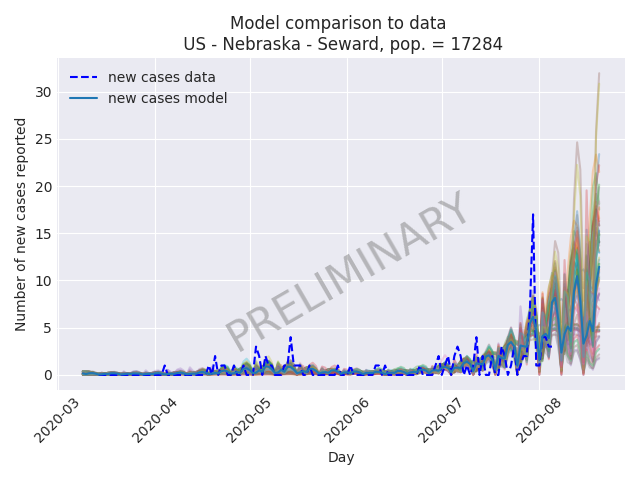 Model comparison to data
US - Nebraska - Seward, pop. = 17284
new cases data
new cases model
Number of new cases reported
30
25
20
15
10
5
0
PRELIMINARY
2020-03
2020-04
2020-05
2020-06
2020-07
2020-08
Day